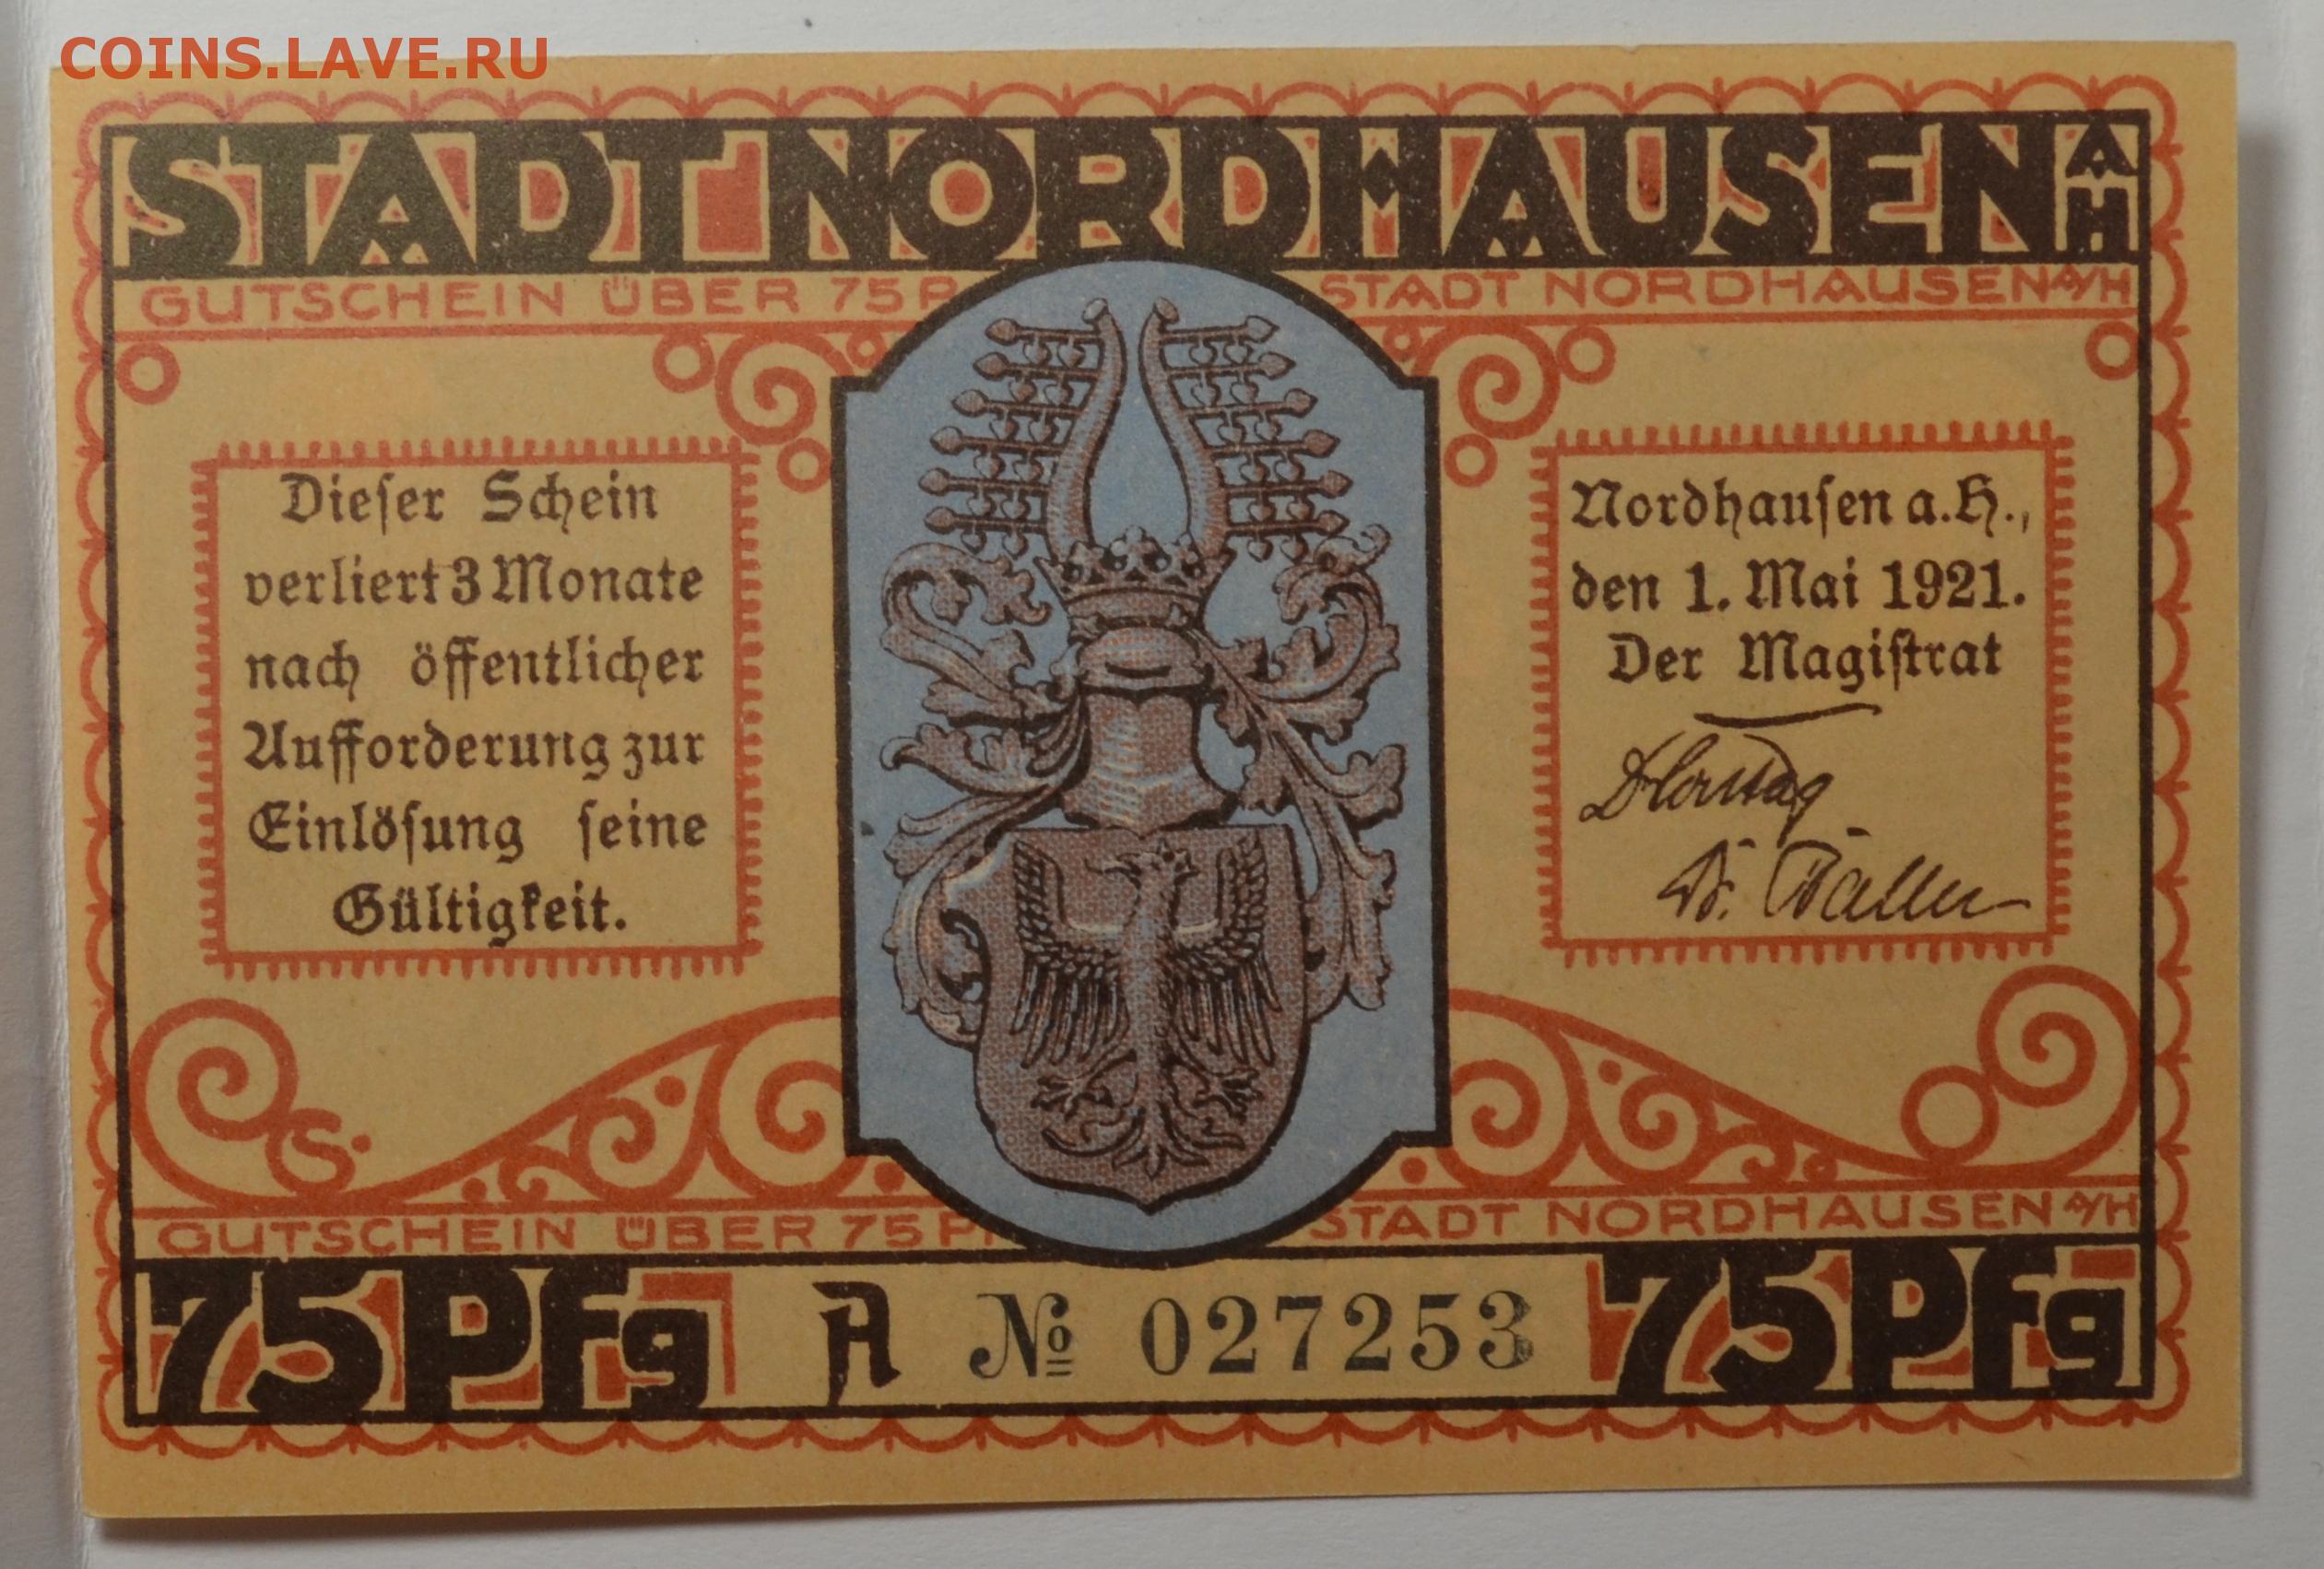 COINS.LAVE.RU
STADT NORDHAUSEN A H
GUTSCHEIN ÜBER 75 P STADT NORDHAUSEN A/H
Dieſer Schein
verliert 3 Monate
nach öffentlicher
Aufforderung zur
Einlöſung ſeine
Gültigkeit.
Nordhauſen a.H.,
den 1. Mai 1921.
Der Magiſtrat
S.
GUTSCHEIN ÜBER 75 P STADT NORDHAUSEN A/H
75 Pfg A № 027253 75 Pfg